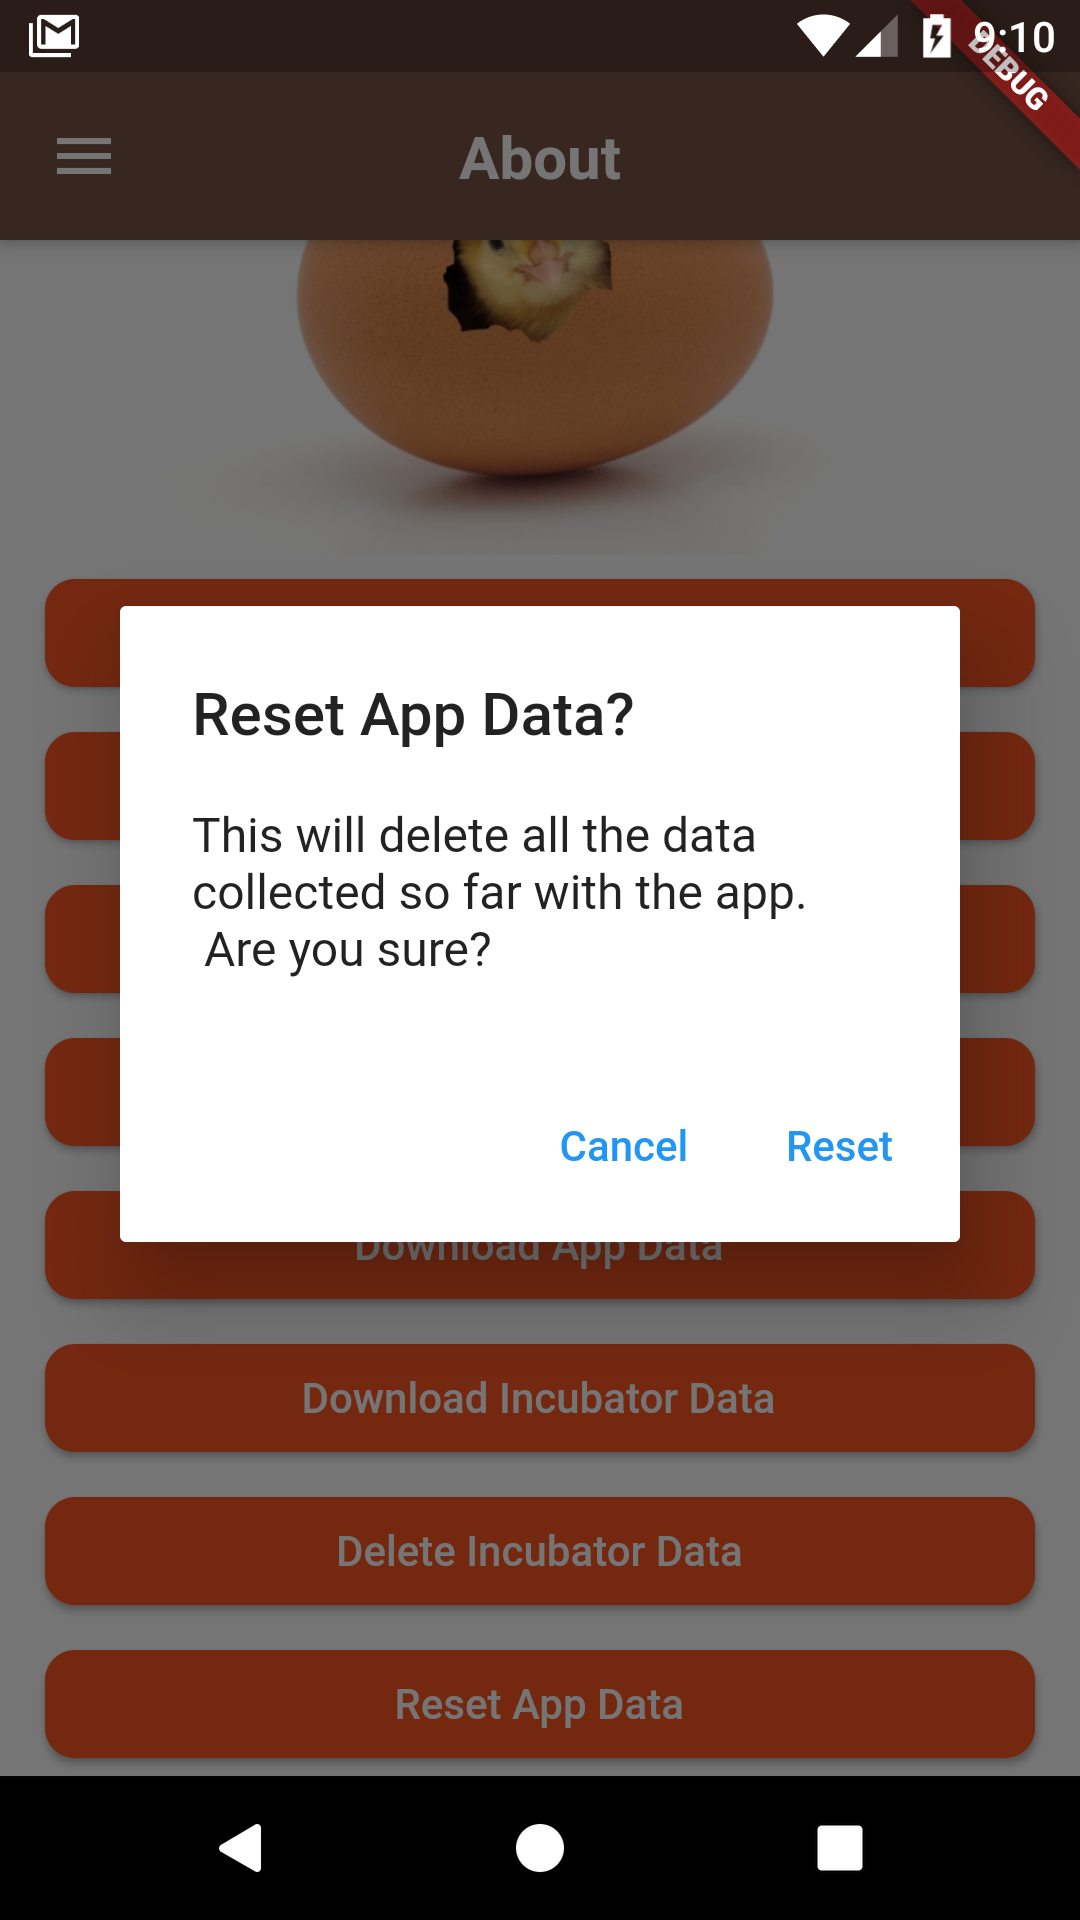 9:10
DEBUG
About
Reset App Data?
This will delete all the data
collected so far with the app.
Are you sure?
Cancel
Reset
Download App Data
Download Incubator Data
Delete Incubator Data
Reset App Data